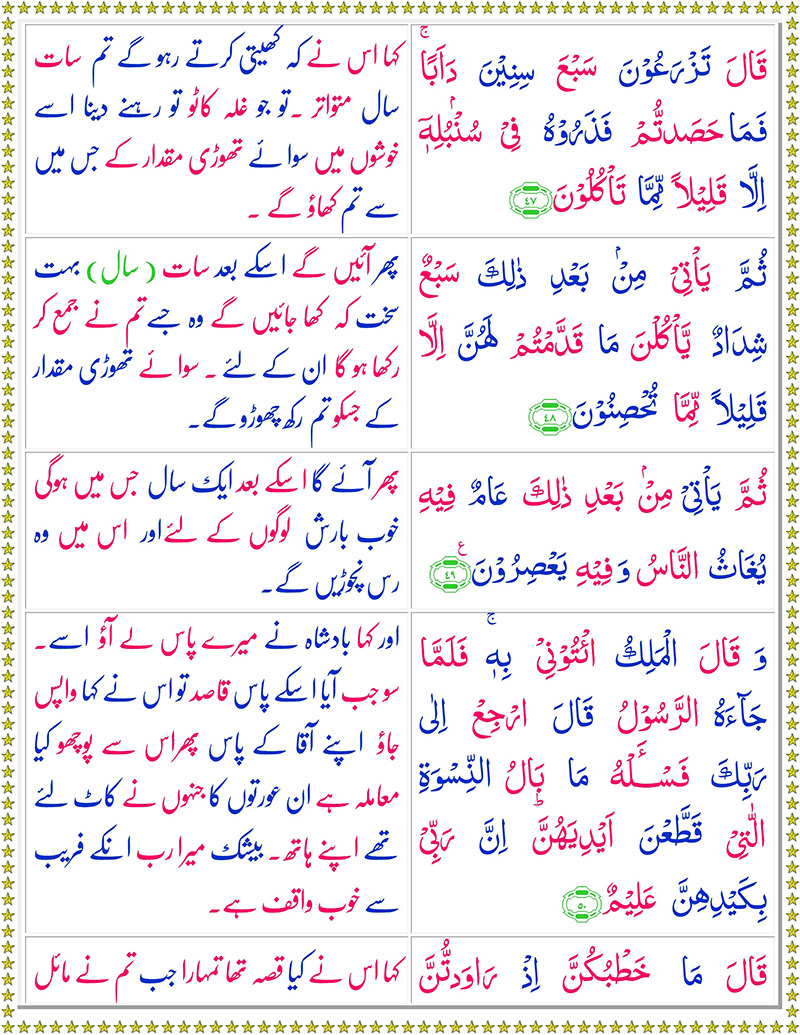 قَالَ تَزۡرَعُوۡنَ سَبۡعَ سِنِيۡنَ دَاَبًا‌ۚ
فَمَا حَصَدتُّمۡ فَذَرُوۡهُ فِىۡ سُنۡۢبُلِهٖۤ
اِلَّا قَلِيۡلًا مِّمَّا تَاۡكُلُوۡنَ ﴿۴۷﴾
کہا اس نے کہ کھیتی کرتے رہو گے تم سات
سال متواتر ۔تو جو غلہ کاٹو تو رہنے دینا اسے
خوشوں میں سوائے تھوڑی مقدار کے جس میں
سے تم کھاؤ گے ۔
ثُمَّ يَاۡتِىۡ مِنۡۢ بَعۡدِ ذٰلِكَ سَبۡعٌ
شِدَادٌ يَّاۡكُلۡنَ مَا قَدَّمۡتُمۡ لَهُنَّ اِلَّا
قَلِيۡلًا مِّمَّا تُحۡصِنُوۡنَ ﴿۴۸﴾
پھر آئیں گے اسکے بعد سات (سال) بہت
سخت کہ کھا جائیں گے وہ جسے تم نے جمع کر
رکھا ہو گا ان کے لئے ۔ سوائے تھوڑی مقدار
کے جسکو تم رکھ چھوڑو گے۔
ثُمَّ يَاۡتِىۡ مِنۡۢ بَعۡدِ ذٰلِكَ عَامٌ فِيۡهِ
يُغَاثُ النَّاسُ وَفِيۡهِ يَعۡصِرُوۡنَ ﴿۴۹﴾ ع
پھر آئے گا اسکے بعد ایک سال جس میں ہوگی
خوب بارش لوگوں کے لئے اور اس میں وہ
رس نچوڑیں گے۔
وَ قَالَ الۡمَلِكُ ائۡتُوۡنِىۡ بِهٖ‌ۚ فَلَمَّا
جَآءَهُ الرَّسُوۡلُ قَالَ ارۡجِعۡ اِلٰى
رَبِّكَ فَسۡــَٔلۡهُ مَا بَالُ النِّسۡوَةِ
الّٰتِىۡ قَطَّعۡنَ اَيۡدِيَهُنَّ‌ؕ اِنَّ رَبِّىۡ
بِكَيۡدِهِنَّ عَلِيۡمٌ ﴿۵۰﴾
اور کہا بادشاہ نے میرے پاس لے آؤ اسے۔
سو جب آیا اسکے پاس قاصد تو اس نے کہا واپس
جاؤ اپنے آقا کے پاس پھر اس سے پوچھو کیا
معاملہ ہے ان عورتوں کا جنہوں نے کاٹ لئے
تھے اپنے ہاتھ۔ بیشک میرا رب انکے فریب
سے خوب واقف ہے۔
قَالَ مَا خَطۡبُكُنَّ اِذۡ رَاوَدتُّنَّ
کہا اس نے کیا قصہ تھا تمہارا جب تم نے مائل